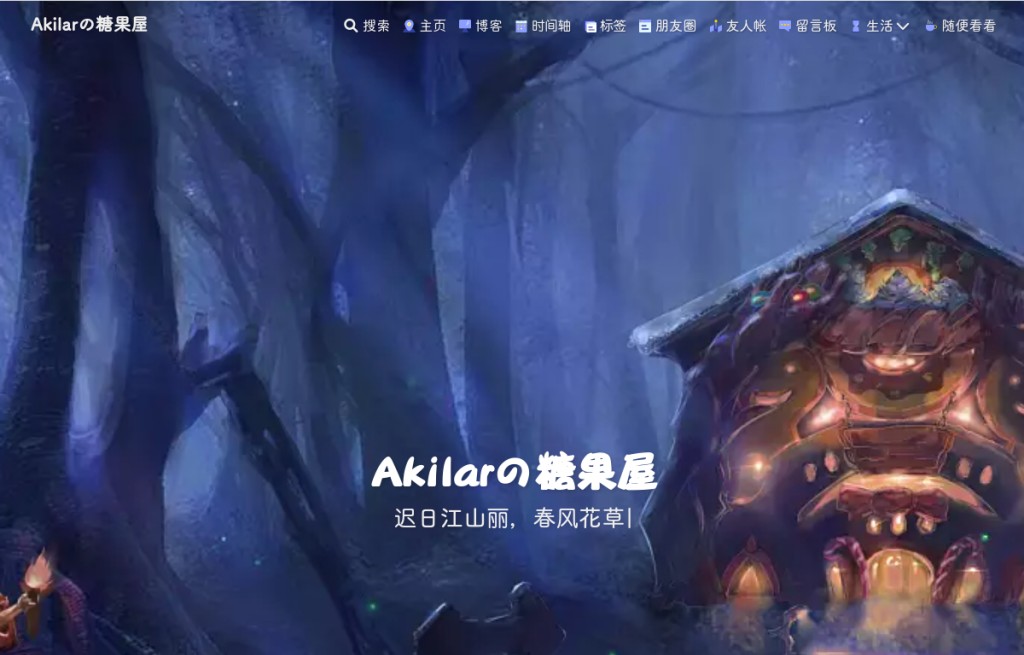 Akilarの糖果屋
搜索 主页 博客 时间轴 标签 朋友圈 友人帐 留言板 生活 随便看看
Akilarの糖果屋
迟日江山丽，春风花草|